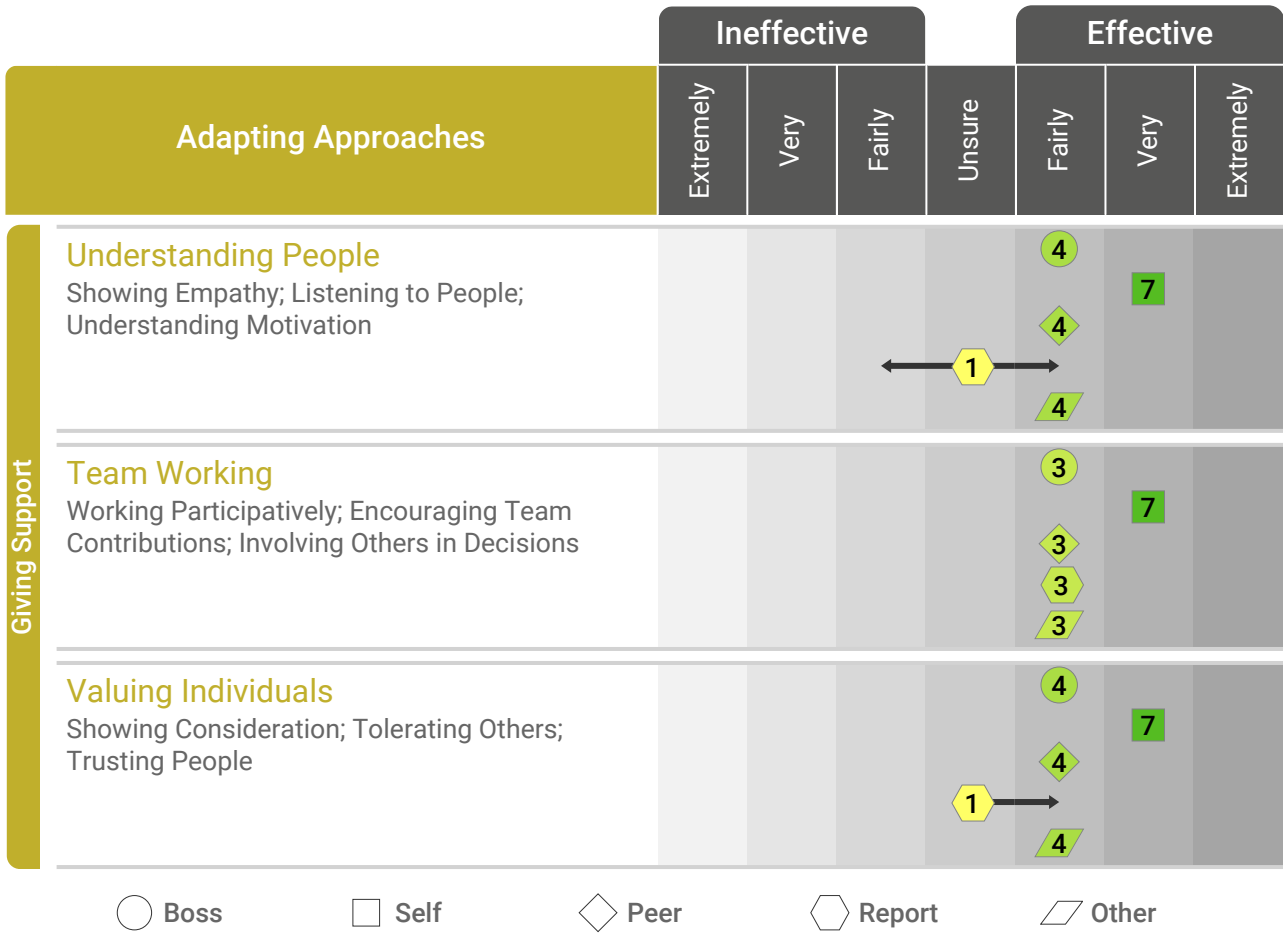 Ineffective
Effective
Adapting Approaches
Extremely
Very
Fairly
Unsure
Fairly
Very
Extremely
Giving Support
Understanding People
Showing Empathy; Listening to People;
Understanding Motivation
4
7
4
1
4
Team Working
Working Participatively; Encouraging Team
Contributions; Involving Others in Decisions
3
7
3
3
3
Valuing Individuals
Showing Consideration; Tolerating Others;
Trusting People
4
7
4
1
4
Boss
Self
Peer
Report
Other